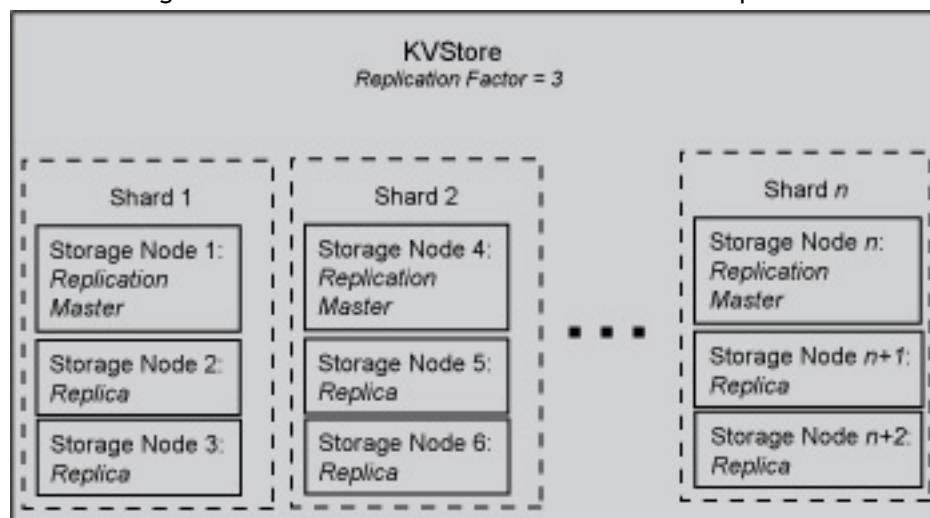 KVStore
Replication Factor = 3
Shard 1
Storage Node 1:
Replication
Master
Storage Node 2:
Replica
Storage Node 3:
Replica
Shard 2
Storage Node 4:
Replication
Master
Storage Node 5:
Replica
Storage Node 6:
Replica
Shard n
Storage Node n:
Replication
Master
Storage Node n+1:
Replica
Storage Node n+2:
Replica